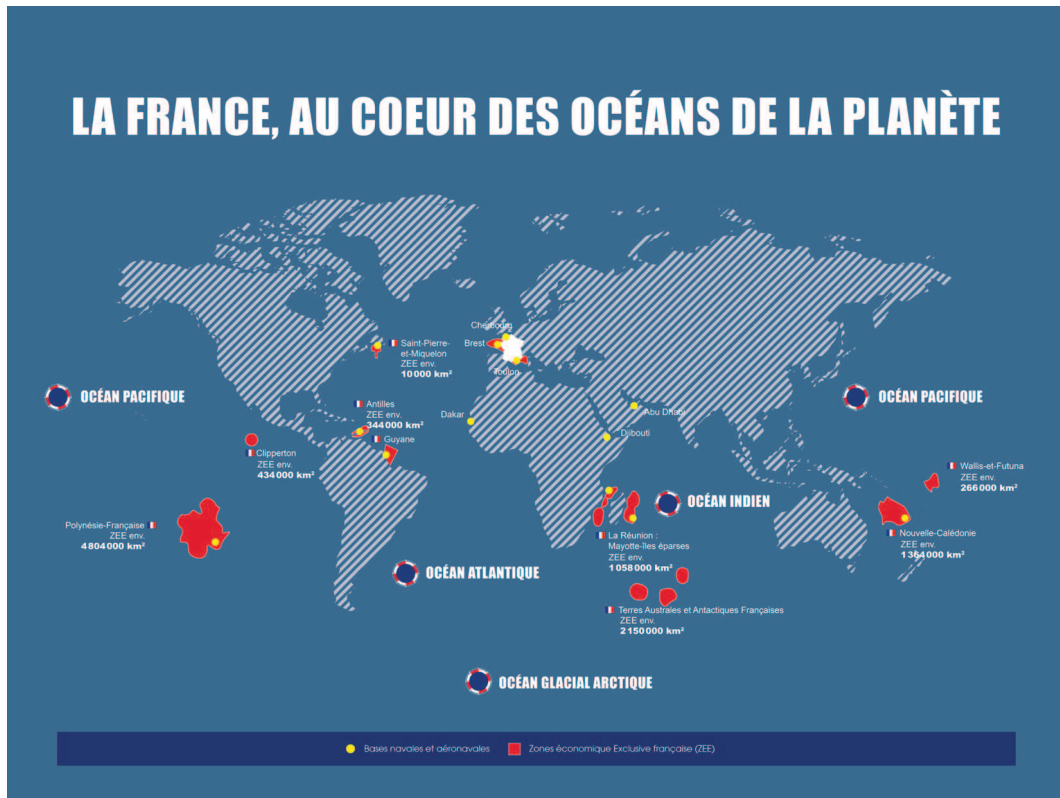 LA FRANCE, AU COEUR DES OCÉANS DE LA PLANÈTE
Cherbourg
Brest
Toulon
Saint-Pierre-
et-Miquelon
ZEE env.
10 000 km²
OCÉAN PACIFIQUE
OCÉAN PACIFIQUE
Antilles
ZEE env.
344 000 km²
Dakar
Abu Dhabi
Djibouti
Guyane
Clipperton
ZEE env.
434 000 km²
Wallis-et-Futuna
ZEE env.
266 000 km²
OCÉAN INDIEN
Polynésie-Française
ZEE env.
4 804 000 km²
La Réunion :
Mayotte-îles éparses
ZEE env.
1 058 000 km²
Nouvelle-Calédonie
ZEE env.
1 364 000 km²
OCÉAN ATLANTIQUE
Terres Australes et Antactiques Françaises
ZEE env.
2 150 000 km²
OCÉAN GLACIAL ARCTIQUE
Bases navales et aéronavales
Zones économique Exclusive française (ZEE)